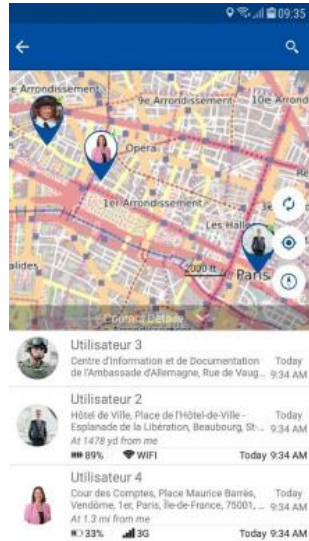 09:35
e Arrondissement
9e Arrondissement
10e Arrond
Opera
1er Arrondissement
3e
Les Halle
alides
2000 ft
Paris
Contact Details
Utilisateur 3
Centre d'Information et de Documentation
Today
de l'Ambassade d'Allemagne, Rue de Vaug...
9:34 AM
Utilisateur 2
Hôtel de Ville, Place de l'Hôtel-de-Ville -
Today
Esplanade de la Libération, Beaubourg, St-...
9:34 AM
At 1478 yd from me
89%
WIFI
Today 9:34 AM
Utilisateur 4
Cour des Comptes, Place Maurice Barrès,
Today
Vendôme, 1er, Paris, Île-de-France, 75001, ...
9:34 AM
At 1.3 mi from me
33%
3G
Today 9:34 AM